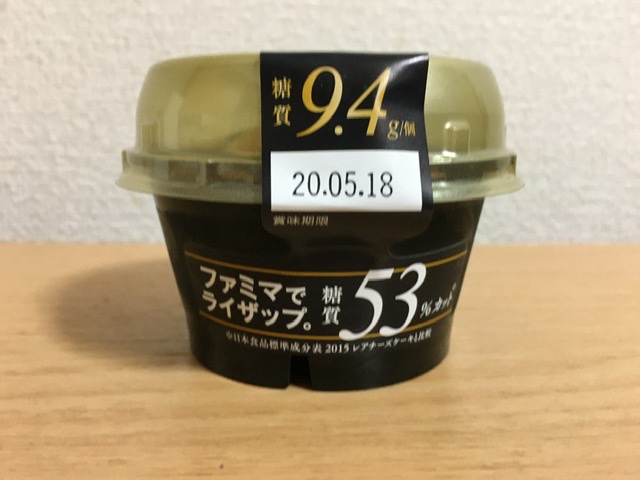 糖質 9.4g/個
20.05.18
賞味期限
ファミマで
ライザップ。
糖質 53%カット※
※日本食品標準成分表2015 レアチーズケーキと比較